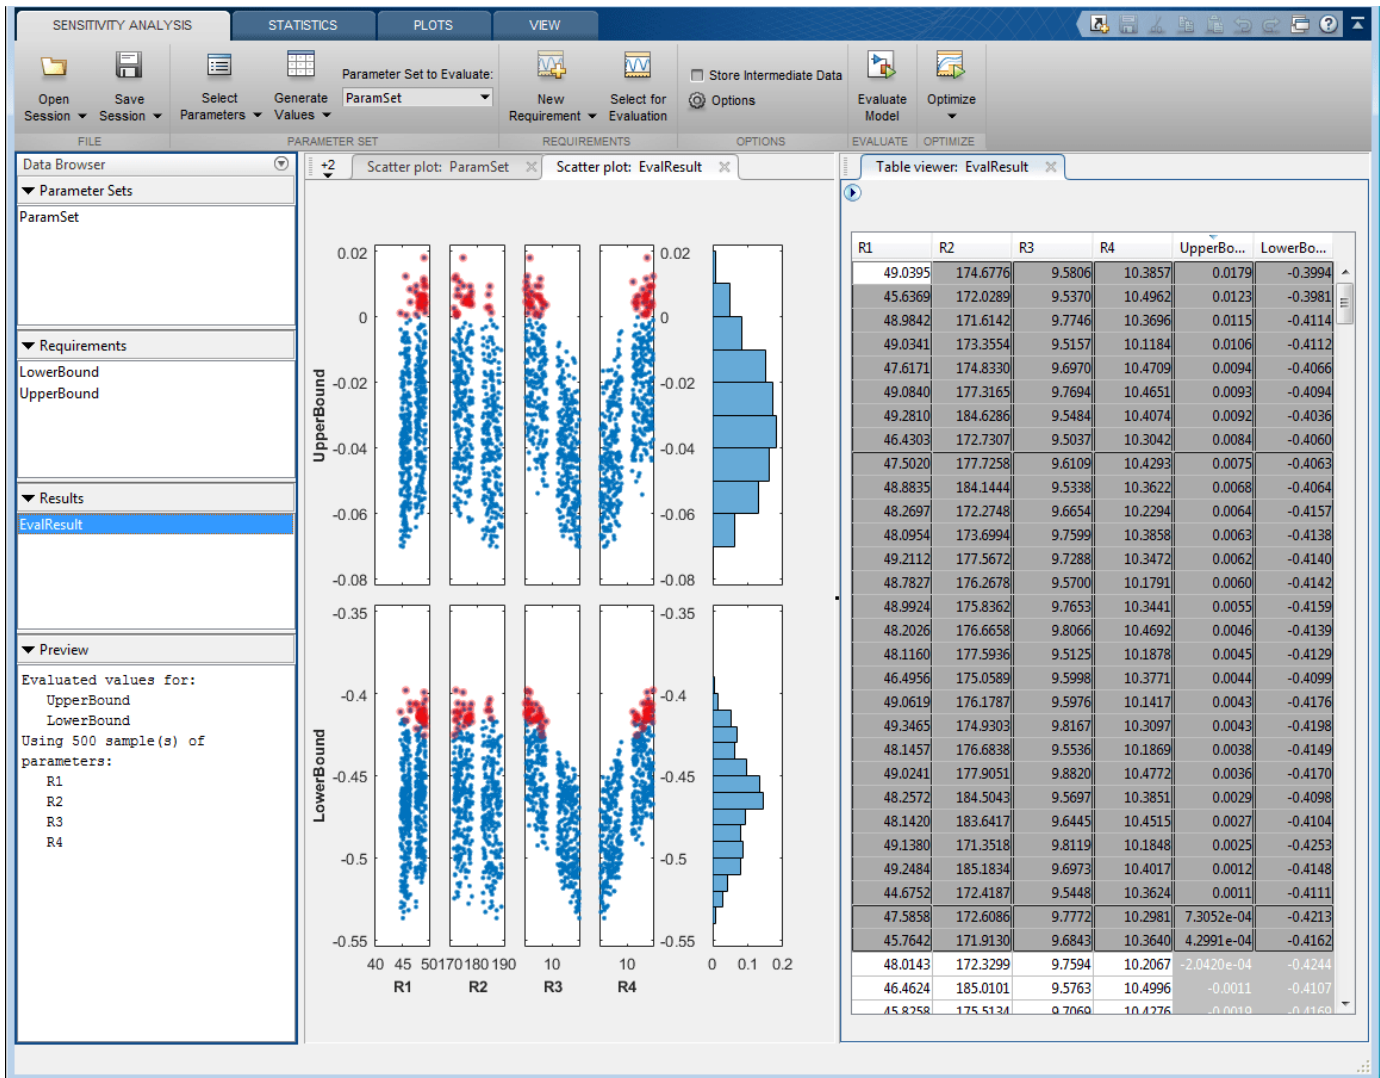 SENSITIVITY ANALYSIS STATISTICS PLOTS VIEW
Open Session Save Session Select Parameters Generate Values Parameter Set to Evaluate: ParamSet New Requirement Select for Evaluation Store Intermediate Data Options Evaluate Model Optimize
FILE PARAMETER SET REQUIREMENTS OPTIONS EVALUATE OPTIMIZE
Data Browser
Parameter Sets
ParamSet
Requirements
LowerBound
UpperBound
Results
EvalResult
Preview
Evaluated values for:
UpperBound
LowerBound
Using 500 sample(s) of
parameters:
R1
R2
R3
R4
+2 Scatter plot: ParamSet Scatter plot: EvalResult
UpperBound
0.02 0.02
0 0
-0.02 -0.02
-0.04 -0.04
-0.06 -0.06
-0.08 -0.08
LowerBound
-0.35 -0.35
-0.4 -0.4
-0.45 -0.45
-0.5 -0.5
-0.55 -0.55
40 45 50 170 180 190 10 10 0 0.1 0.2
R1 R2 R3 R4
Table viewer: EvalResult
R1 R2 R3 R4 UpperBo... LowerBo...
49.0395 174.6776 9.5806 10.3857 0.0179 -0.3994
45.6369 172.0289 9.5370 10.4962 0.0123 -0.3981
48.9842 171.6142 9.7746 10.3696 0.0115 -0.4114
49.0341 173.3554 9.5157 10.1184 0.0106 -0.4112
47.6171 174.8330 9.6970 10.4709 0.0094 -0.4066
49.0840 177.3165 9.7694 10.4651 0.0093 -0.4094
49.2810 184.6286 9.5484 10.4074 0.0092 -0.4036
46.4303 172.7307 9.5037 10.3042 0.0084 -0.4060
47.5020 177.7258 9.6109 10.4293 0.0075 -0.4063
48.8835 184.1444 9.5338 10.3622 0.0068 -0.4064
48.2697 172.2748 9.6654 10.2294 0.0064 -0.4157
48.0954 173.6994 9.7599 10.3858 0.0063 -0.4138
49.2112 177.5672 9.7288 10.3472 0.0062 -0.4140
48.7827 176.2678 9.5700 10.1791 0.0060 -0.4142
48.9924 175.8362 9.7653 10.3441 0.0055 -0.4159
48.2026 176.6658 9.8066 10.4692 0.0046 -0.4139
48.1160 177.5936 9.5125 10.1878 0.0045 -0.4129
46.4956 175.0589 9.5998 10.3771 0.0044 -0.4099
49.0619 176.1787 9.5976 10.1417 0.0043 -0.4176
49.3465 174.9303 9.8167 10.3097 0.0043 -0.4198
48.1457 176.6838 9.5536 10.1869 0.0038 -0.4149
49.0241 177.9051 9.8820 10.4772 0.0036 -0.4170
48.2572 184.5043 9.5697 10.3851 0.0029 -0.4098
48.1420 183.6417 9.6445 10.4515 0.0027 -0.4104
49.1380 171.3518 9.8119 10.1848 0.0025 -0.4253
49.2484 185.1834 9.6973 10.4017 0.0012 -0.4148
44.6752 172.4187 9.5448 10.3624 0.0011 -0.4111
47.5858 172.6086 9.7772 10.2981 7.3052e-04 -0.4213
45.7642 171.9130 9.6843 10.3640 4.2991e-04 -0.4162
48.0143 172.3299 9.7594 10.2067 -2.0420e-04 -0.4244
46.4624 185.0101 9.5763 10.4996 -0.0011 -0.4107
45.8258 175.5134 9.7069 10.4276 -0.0019 -0.4169